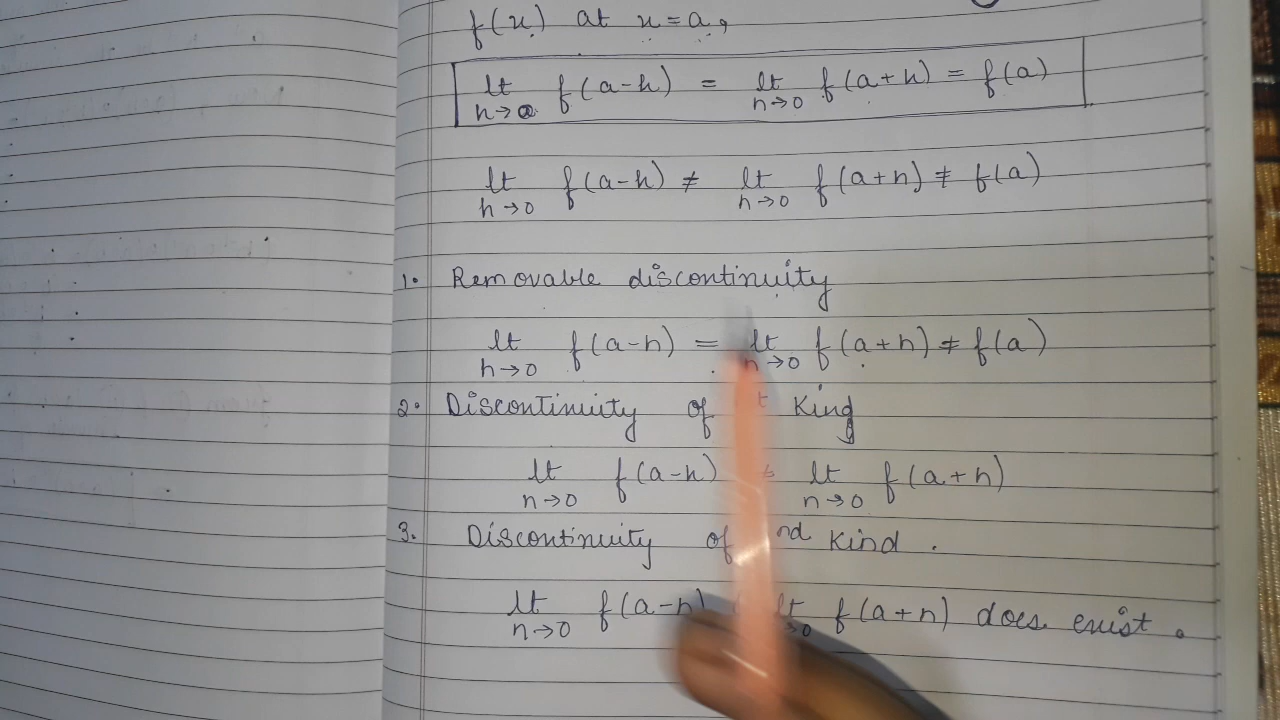 f(x) at x=a,
lt h→0 f(a-h) = lt h→0 f(a+h) = f(a)
lt h→0 f(a-h) ≠ lt h→0 f(a+h) ≠ f(a)
1. Removable discontinuity
lt h→0 f(a-h) = lt h→0 f(a+h) ≠ f(a)
2. Discontinuity of kind
lt h→0 f(a-h) lt h→0 f(a+h)
3. Discontinuity of nd kind.
lt h→0 f(a-h) lt →0 f(a+h) does exist.